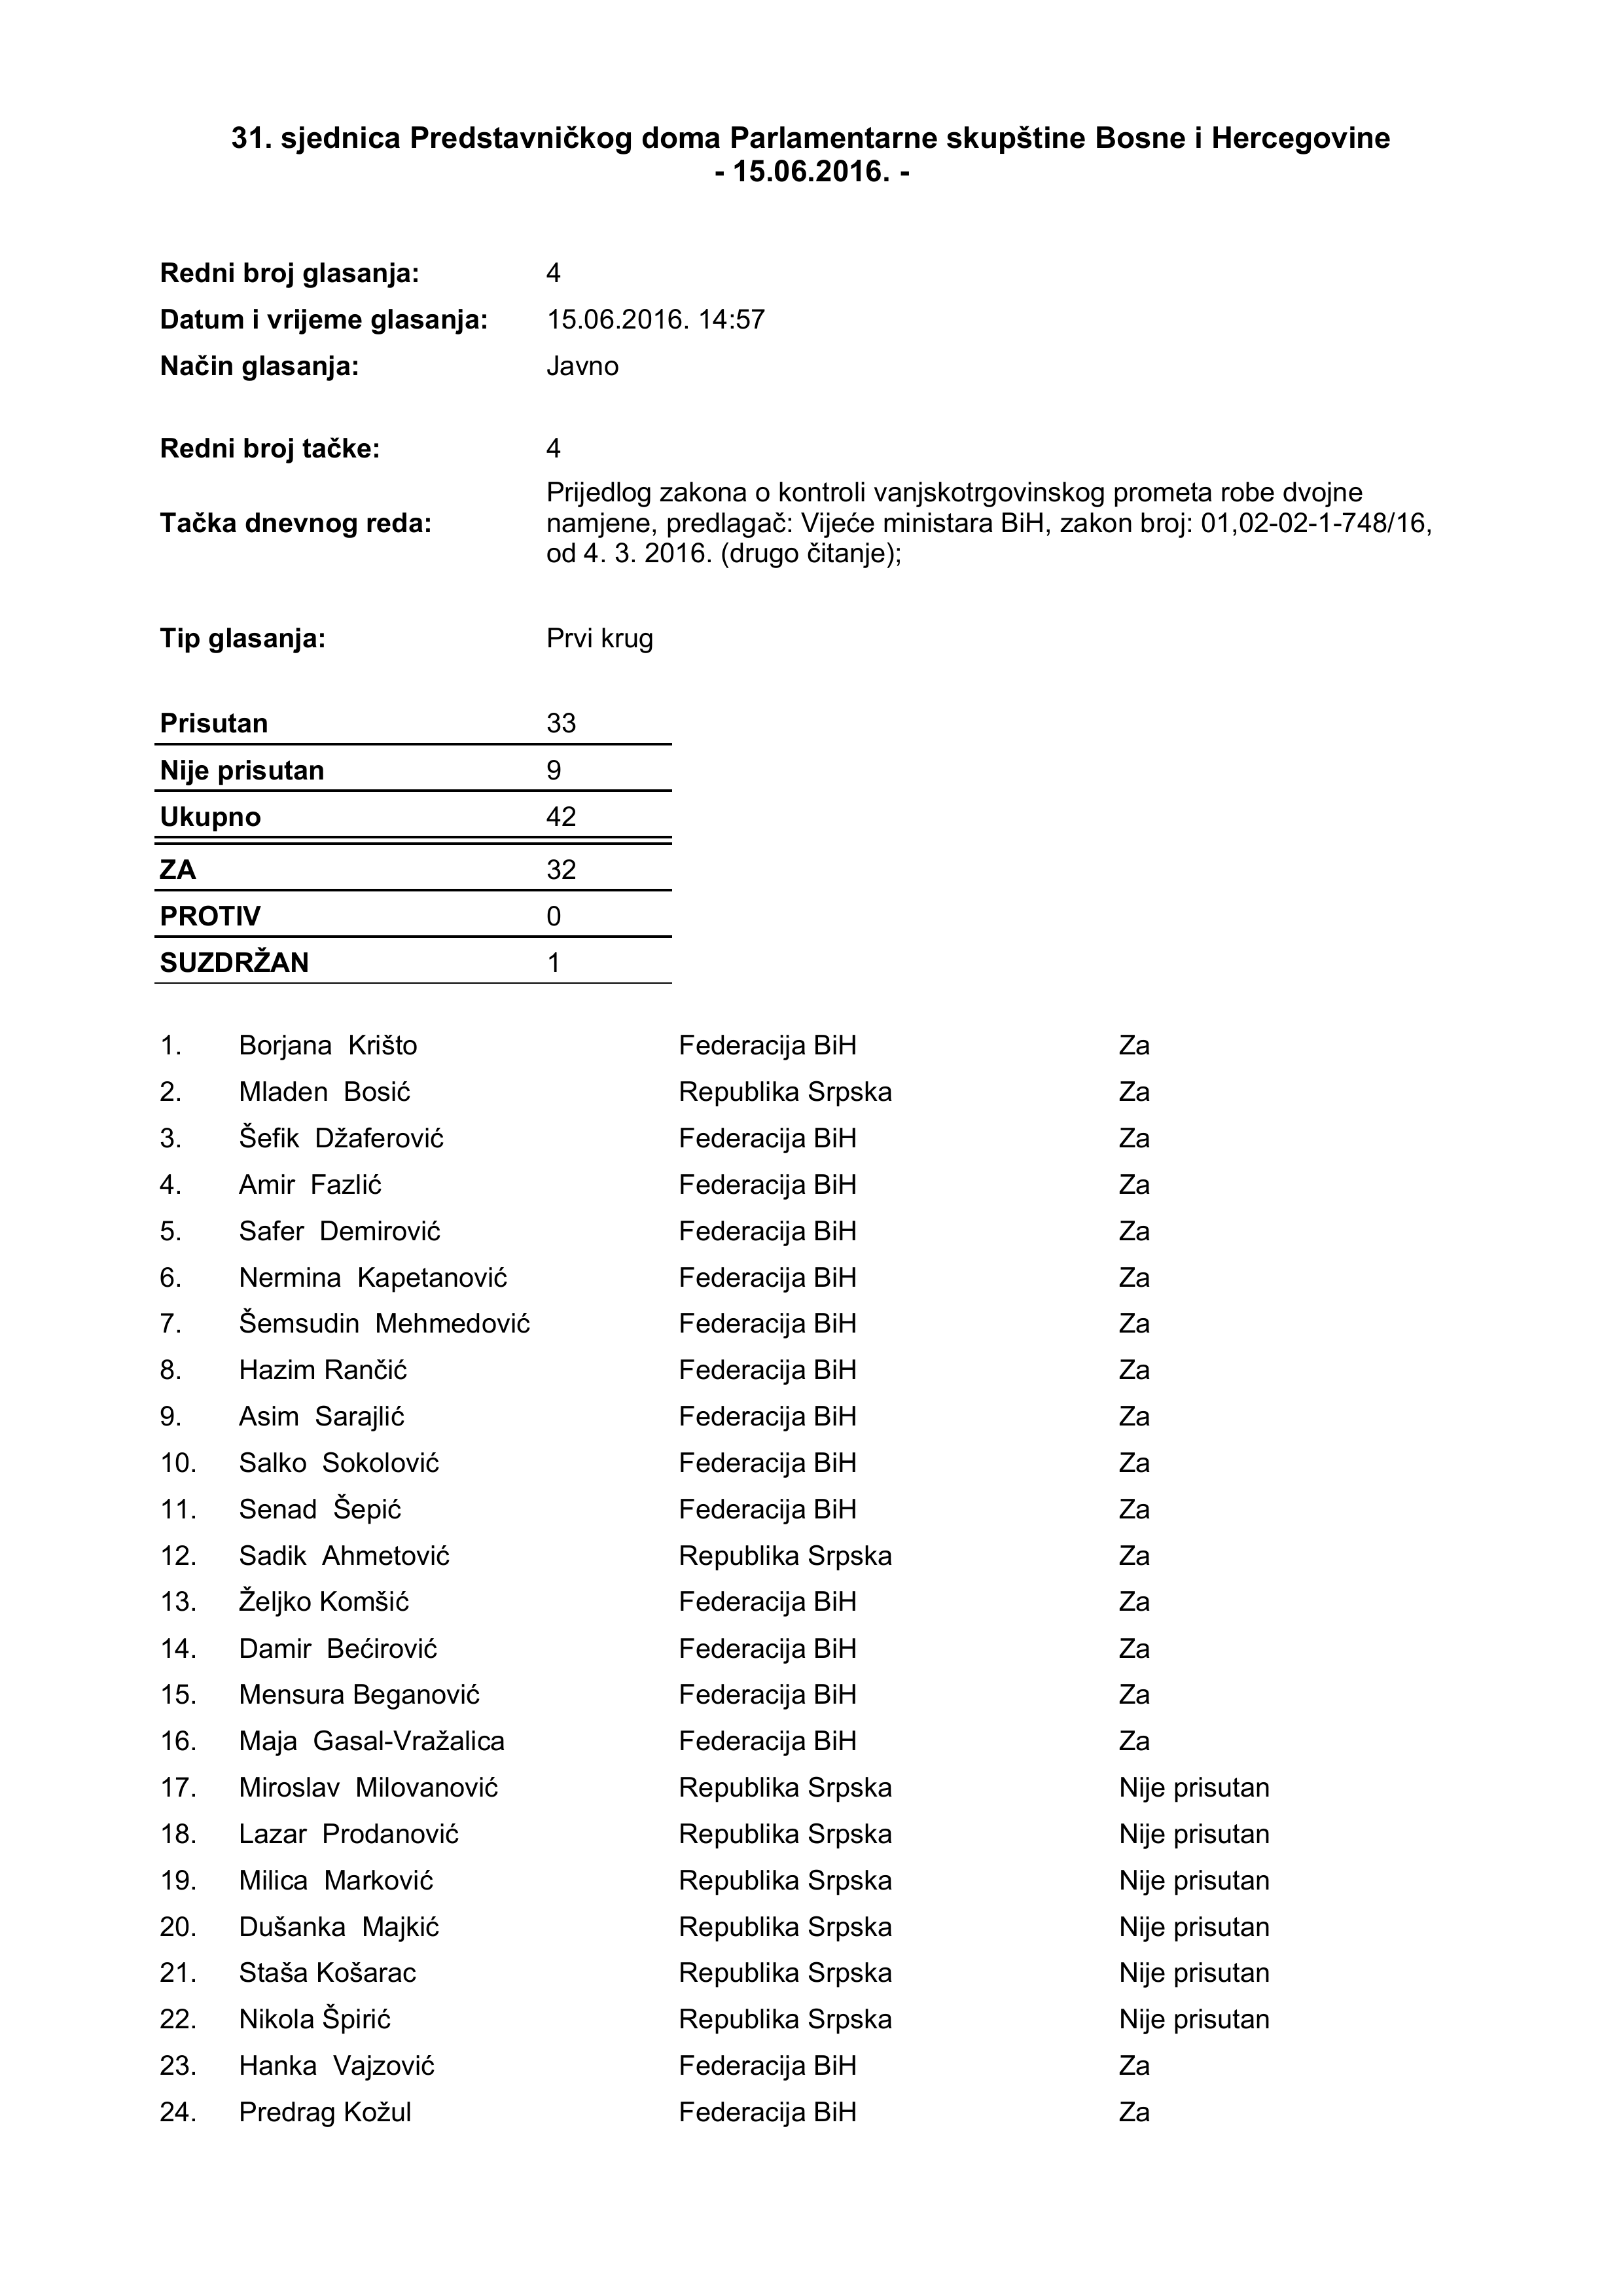 31. sjednica Predstavničkog doma Parlamentarne skupštine Bosne i Hercegovine
- 15.06.2016. -
Redni broj glasanja: 4
Datum i vrijeme glasanja: 15.06.2016. 14:57
Način glasanja: Javno
Redni broj tačke: 4
Tačka dnevnog reda: Prijedlog zakona o kontroli vanjskotrgovinskog prometa robe dvojne
namjene, predlagač: Vijeće ministara BiH, zakon broj: 01,02-02-1-748/16,
od 4. 3. 2016. (drugo čitanje);
Tip glasanja: Prvi krug
Prisutan 33
Nije prisutan 9
Ukupno 42
ZA 32
PROTIV 0
SUZDRŽAN 1
1. Borjana Krišto Federacija BiH Za
2. Mladen Bosić Republika Srpska Za
3. Šefik Džaferović Federacija BiH Za
4. Amir Fazlić Federacija BiH Za
5. Safer Demirović Federacija BiH Za
6. Nermina Kapetanović Federacija BiH Za
7. Šemsudin Mehmedović Federacija BiH Za
8. Hazim Rančić Federacija BiH Za
9. Asim Sarajlić Federacija BiH Za
10. Salko Sokolović Federacija BiH Za
11. Senad Šepić Federacija BiH Za
12. Sadik Ahmetović Republika Srpska Za
13. Željko Komšić Federacija BiH Za
14. Damir Bećirović Federacija BiH Za
15. Mensura Beganović Federacija BiH Za
16. Maja Gasal-Vražalica Federacija BiH Za
17. Miroslav Milovanović Republika Srpska Nije prisutan
18. Lazar Prodanović Republika Srpska Nije prisutan
19. Milica Marković Republika Srpska Nije prisutan
20. Dušanka Majkić Republika Srpska Nije prisutan
21. Staša Košarac Republika Srpska Nije prisutan
22. Nikola Špirić Republika Srpska Nije prisutan
23. Hanka Vajzović Federacija BiH Za
24. Predrag Kožul Federacija BiH Za